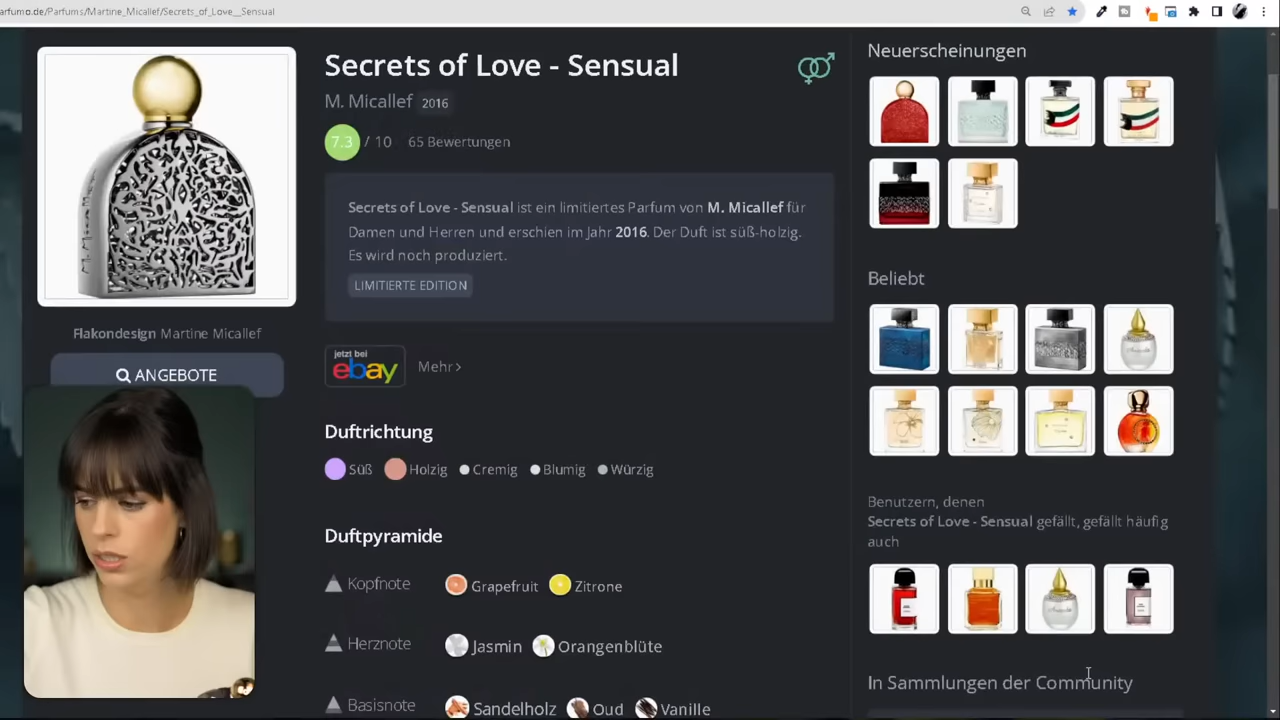 arfumo.de/Parfums/Martine_Micallef/Secrets_of_Love__Sensual
Secrets of Love - Sensual
M. Micallef 2016
7.3 / 10 65 Bewertungen
Secrets of Love - Sensual ist ein limitiertes Parfum von M. Micallef für
Damen und Herren und erschien im Jahr 2016. Der Duft ist süß-holzig.
Es wird noch produziert.
LIMITIERTE EDITION
Flakondesign Martine Micallef
ANGEBOTE
jetzt bei
ebay
Mehr
Duftrichtung
Süß Holzig Cremig Blumig Würzig
Duftpyramide
Kopfnote Grapefruit Zitrone
Herznote Jasmin Orangenblüte
Basisnote Sandelholz Oud Vanille
Neuerscheinungen
Beliebt
Benutzern, denen
Secrets of Love - Sensual gefällt, gefällt häufig
auch
In Sammlungen der Community